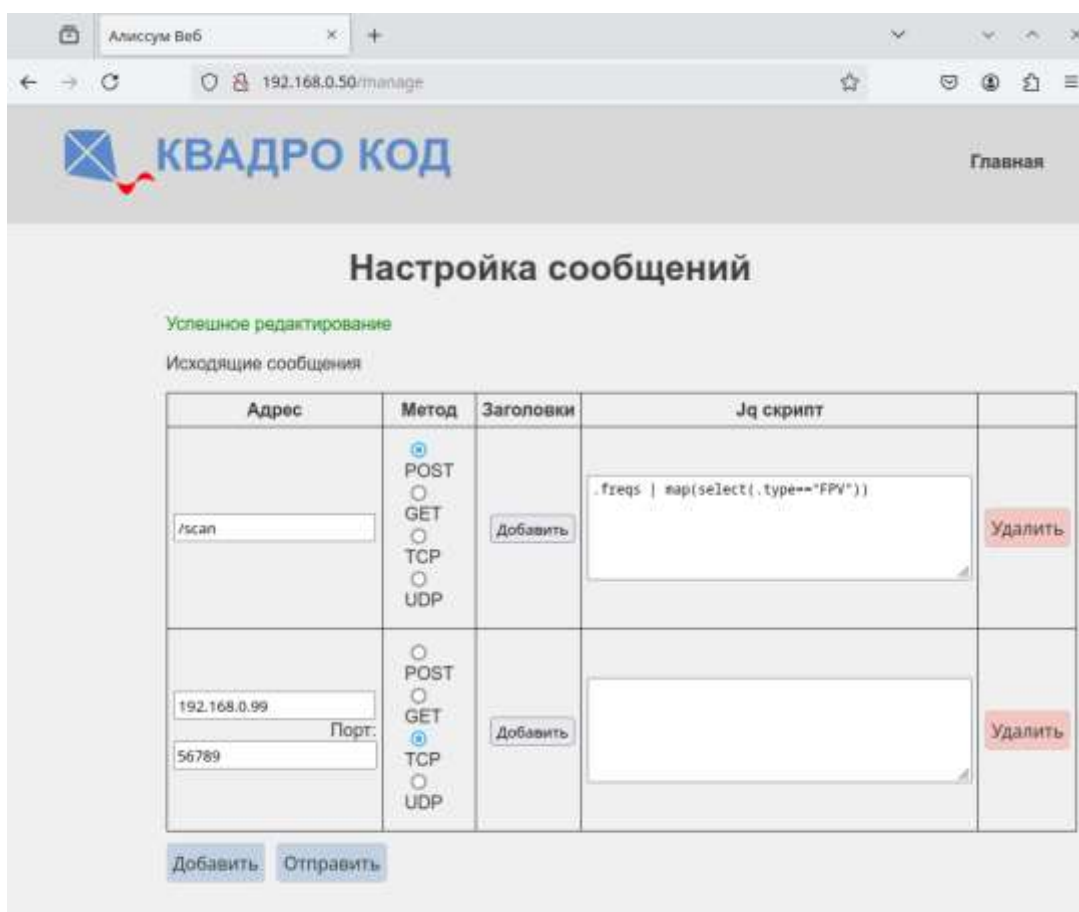 Алиссум Веб
192.168.0.50/manage
КВАДРО КОД
Главная
Настройка сообщений
Успешное редактирование
Исходящие сообщения
Адрес Метод Заголовки Jq скрипт
/scan
POST
GET
TCP
UDP
Добавить
.freqs | map(select(.type=="FPV"))
Удалить
192.168.0.99
Порт:
56789
POST
GET
TCP
UDP
Добавить
Удалить
Добавить Отправить